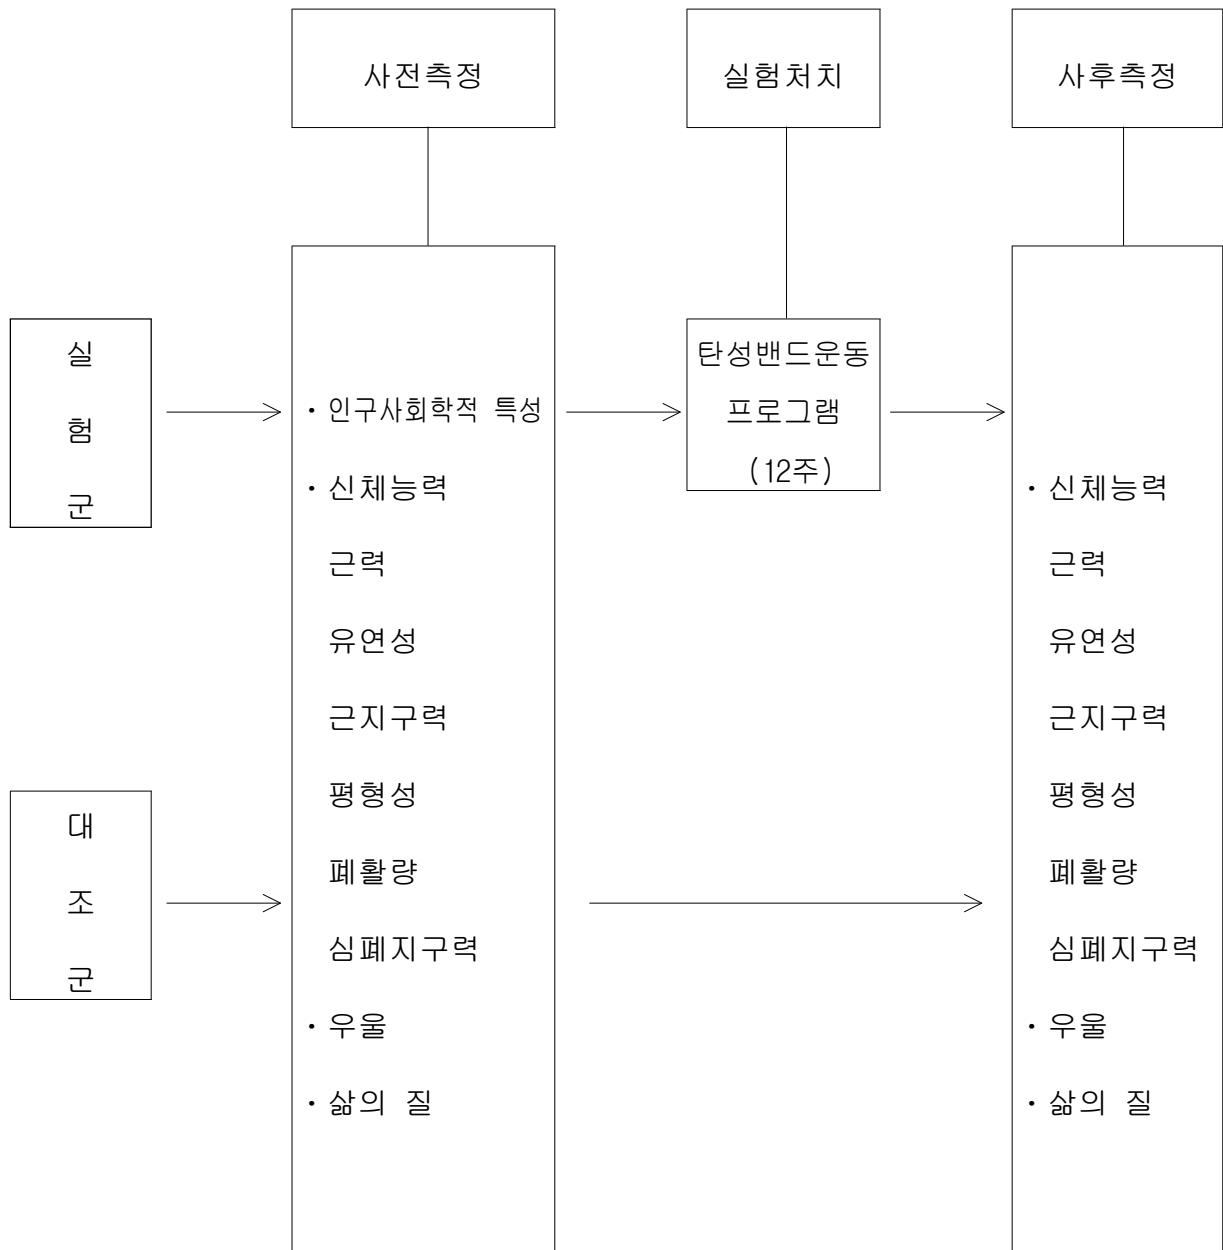 사전측정
실험처치
사후측정
실
험
군
대
조
군
· 인구사회학적 특성
· 신체능력
근력
유연성
근지구력
평형성
폐활량
심폐지구력
· 우울
· 삶의 질
탄성밴드운동
프로그램
(12주)
· 신체능력
근력
유연성
근지구력
평형성
폐활량
심폐지구력
· 우울
· 삶의 질